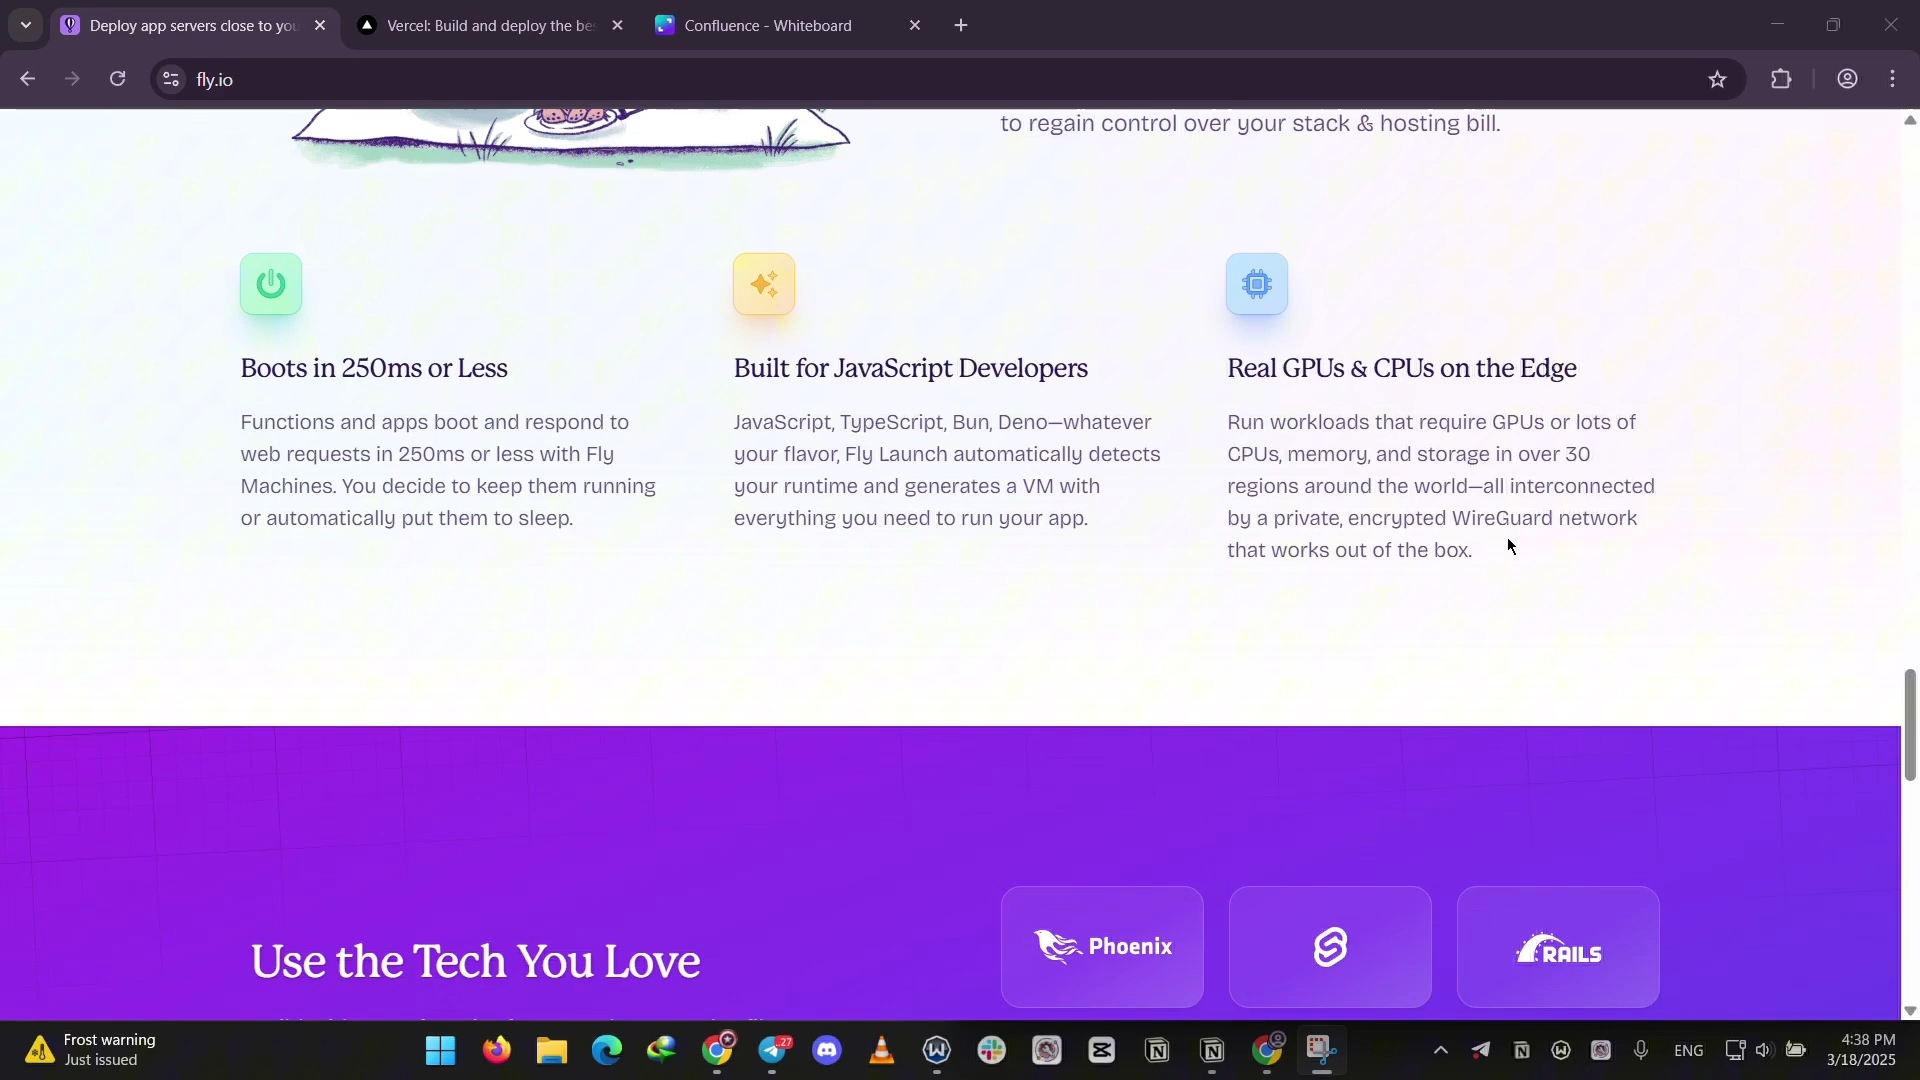 Deploy app servers close to you
Vercel: Build and deploy the bes
Confluence - Whiteboard
fly.io
to regain control over your stack & hosting bill.
Boots in 250ms or Less
Functions and apps boot and respond to
web requests in 250ms or less with Fly
Machines. You decide to keep them running
or automatically put them to sleep.
Built for JavaScript Developers
JavaScript, TypeScript, Bun, Deno—whatever
your flavor, Fly Launch automatically detects
your runtime and generates a VM with
everything you need to run your app.
Real GPUs & CPUs on the Edge
Run workloads that require GPUs or lots of
CPUs, memory, and storage in over 30
regions around the world—all interconnected
by a private, encrypted WireGuard network
that works out of the box.
Use the Tech You Love
Phoenix
RAILS
Frost warning
Just issued
27
ENG
4:38 PM
3/18/2025